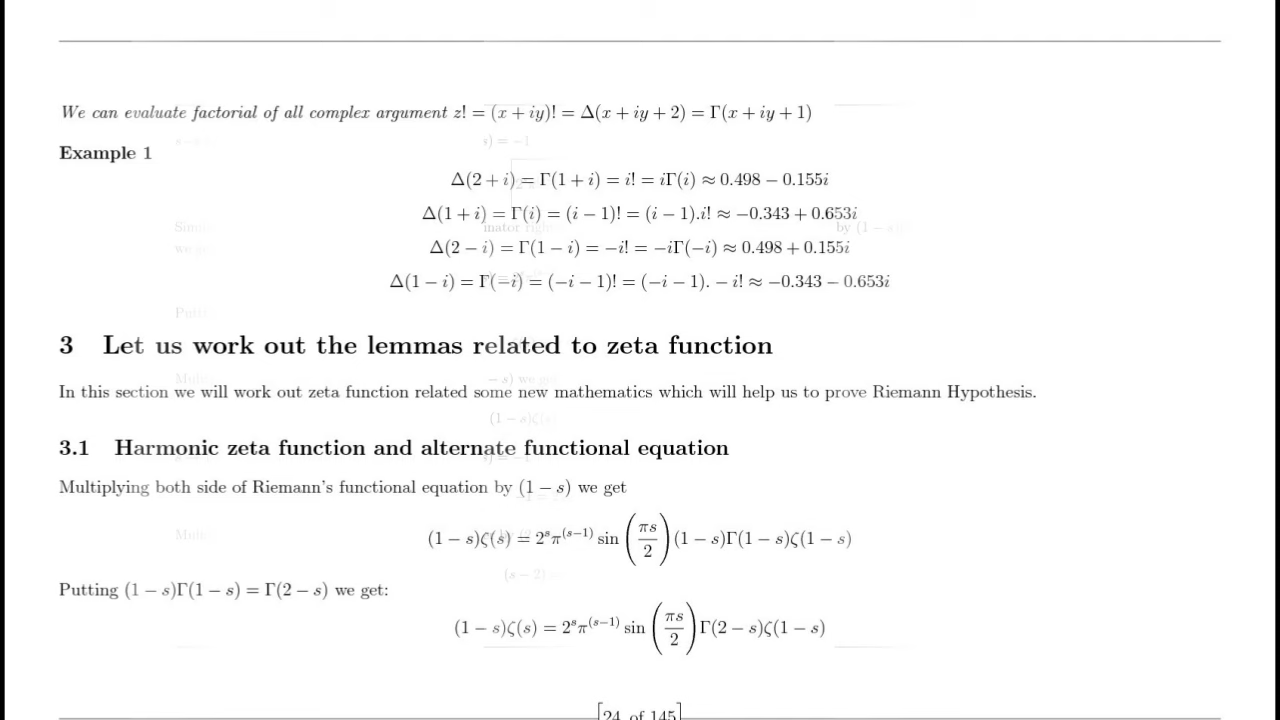 We can evaluate factorial of all complex argument z! = (x + iy)! = Δ(x + iy + 2) = Γ(x + iy + 1)
Example 1
Δ(2 + i) = Γ(1 + i) = i! = iΓ(i) ≈ 0.498 − 0.155i
Δ(1 + i) = Γ(i) = (i − 1)! = (i − 1).i! ≈ −0.343 + 0.653i
Δ(2 − i) = Γ(1 − i) = −i! = −iΓ(−i) ≈ 0.498 + 0.155i
Δ(1 − i) = Γ(−i) = (−i − 1)! = (−i − 1). − i! ≈ −0.343 − 0.653i
3 Let us work out the lemmas related to zeta function
In this section we will work out zeta function related some new mathematics which will help us to prove Riemann Hypothesis.
3.1 Harmonic zeta function and alternate functional equation
Multiplying both side of Riemann's functional equation by (1 − s) we get
(1 − s)ζ(s) = 2^s π^(s−1) sin (πs/2) (1 − s)Γ(1 − s)ζ(1 − s)
Putting (1 − s)Γ(1 − s) = Γ(2 − s) we get:
(1 − s)ζ(s) = 2^s π^(s−1) sin (πs/2) Γ(2 − s)ζ(1 − s)
[24 of 145]